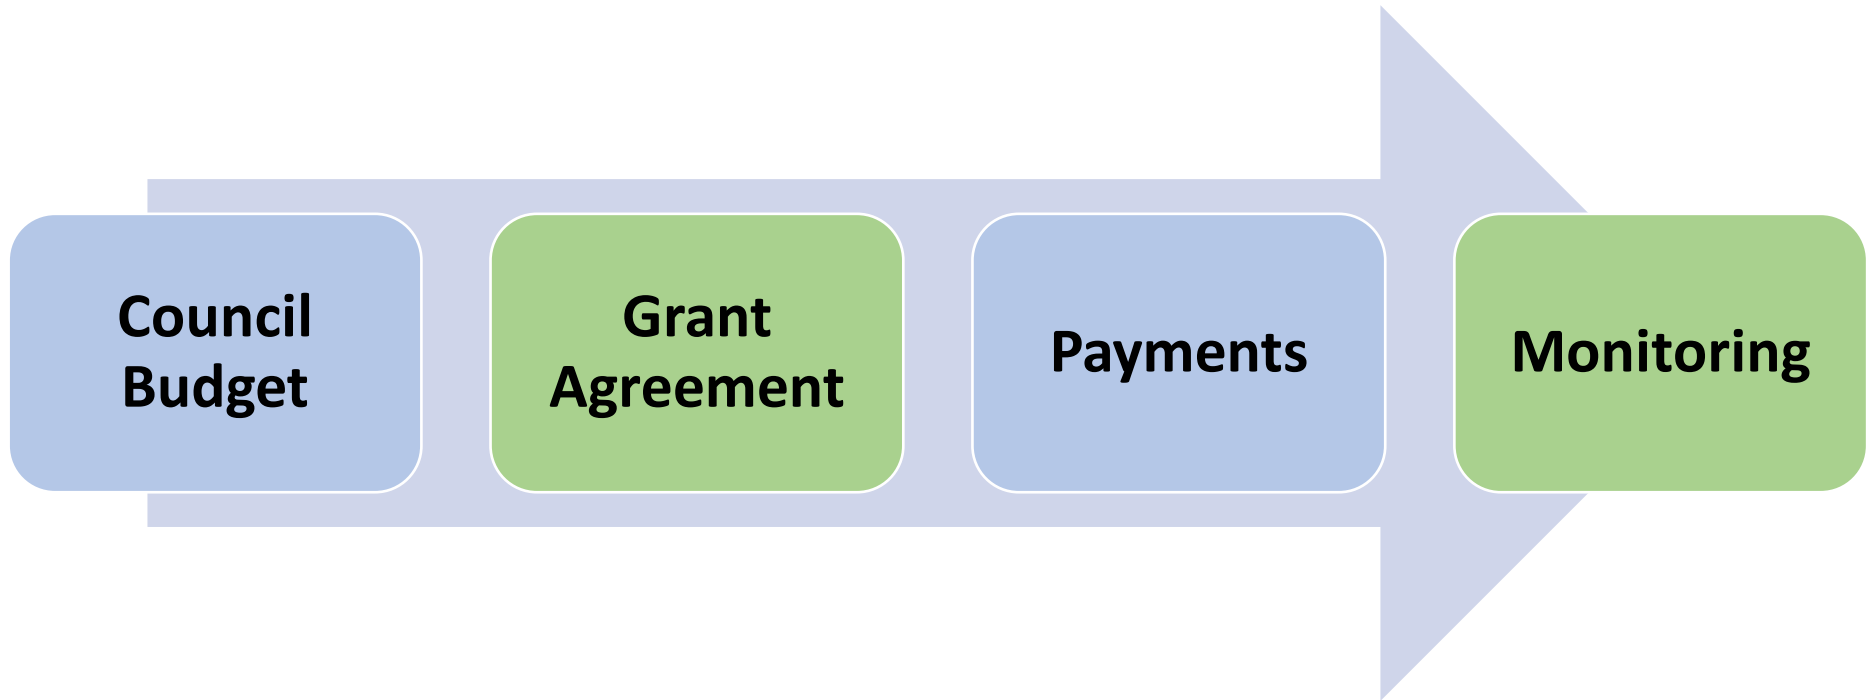 Council
Budget
Grant
Agreement
Payments
Monitoring